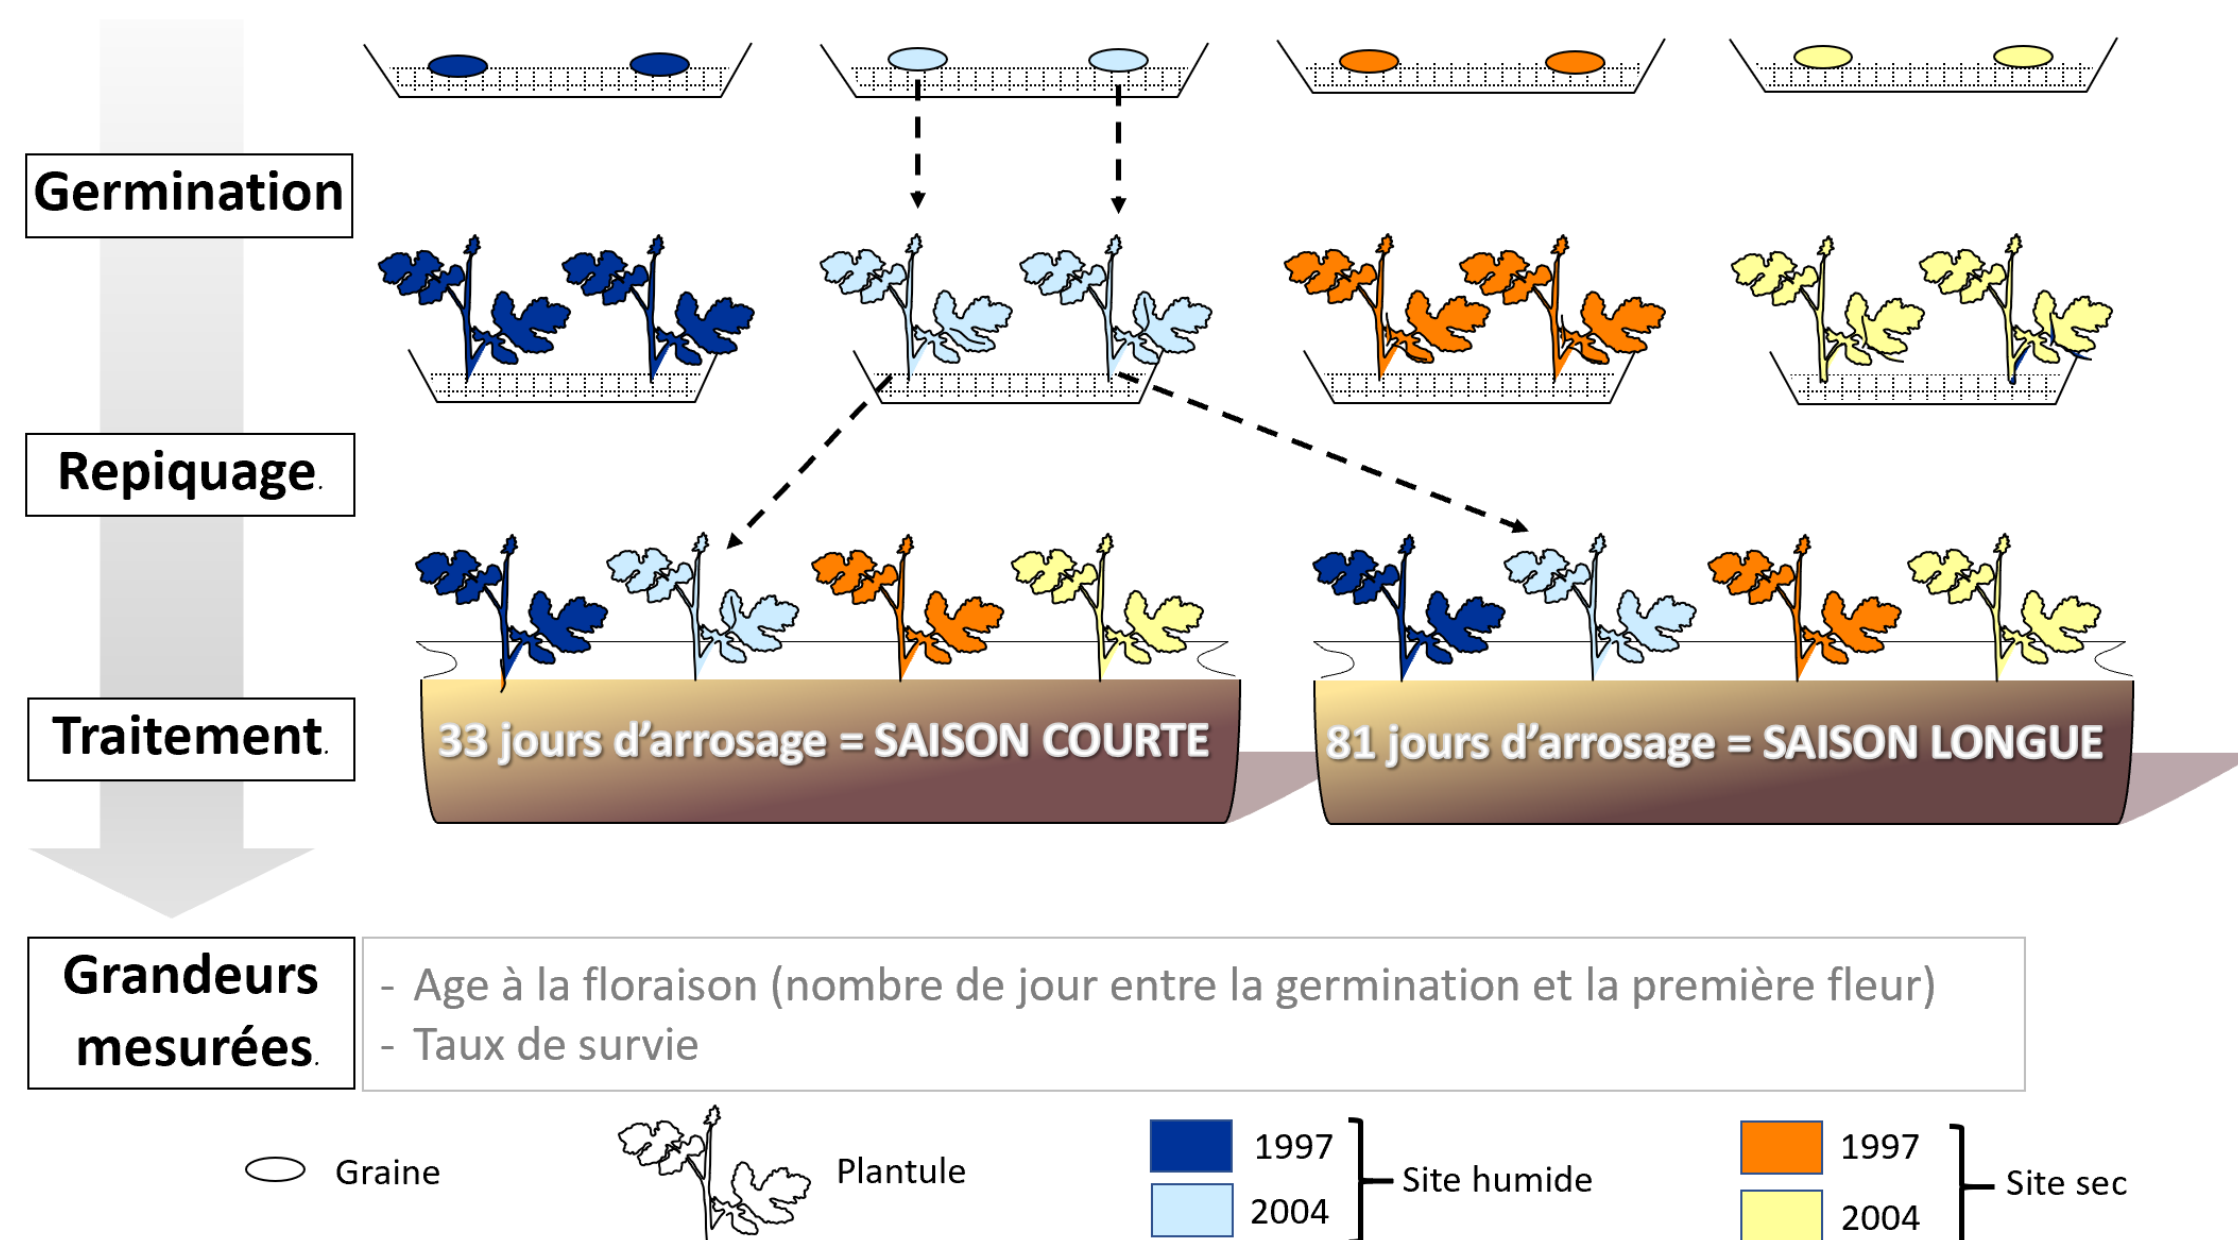 Germination
Repiquage.
Traitement.
33 jours d’arrosage = SAISON COURTE
81 jours d’arrosage = SAISON LONGUE
Grandeurs
mesurées.
- Age à la floraison (nombre de jour entre la germination et la première fleur)
- Taux de survie
Graine
Plantule
1997
2004
Site humide
1997
2004
Site sec